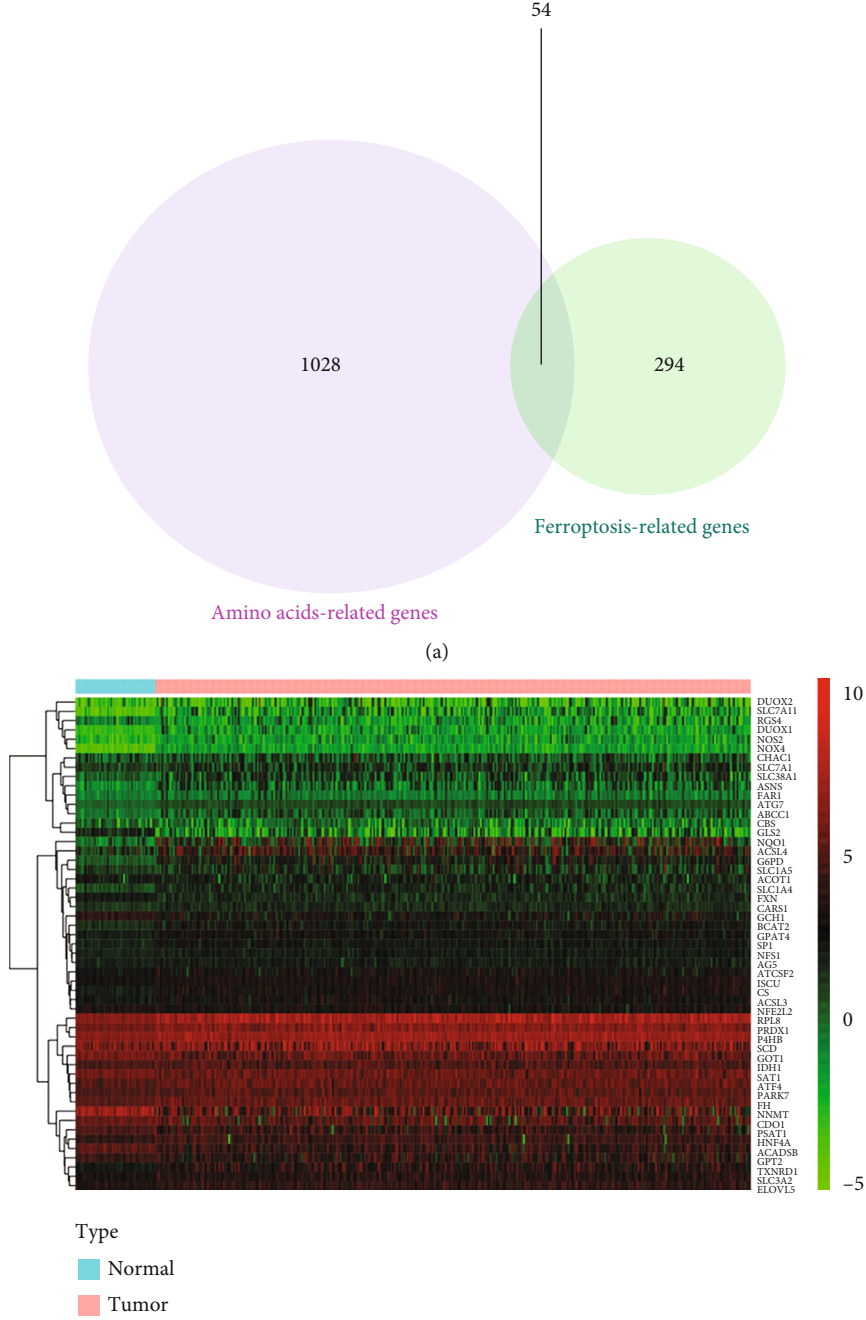 54
1028
294
Ferroptosis-related genes
Amino acids-related genes
(a)
DUOX2
SLC7A11
RGS4
DUOX1
NOS2
NOX4
CHAC1
SLC7A1
SLC38A1
ASNS
FAR1
ATG7
ABCC1
CBS
GLS2
NQO1
ACSL4
G6PD
SLC1A5
ACOT1
SLC1A4
FXN
CARS1
GCH1
BCAT2
GPAT4
SP1
NFS1
AG5
ATCSF2
ISCU
CS
ACSL3
NFE2L2
RPL8
PRDX1
P4HB
SCD
GOT1
IDH1
SAT1
ATF4
PARK7
FH
NNMT
CDO1
PSAT1
HNF4A
ACADSB
GPT2
TXNRD1
SLC3A2
ELOVL5
10
5
0
−5
Type
Normal
Tumor